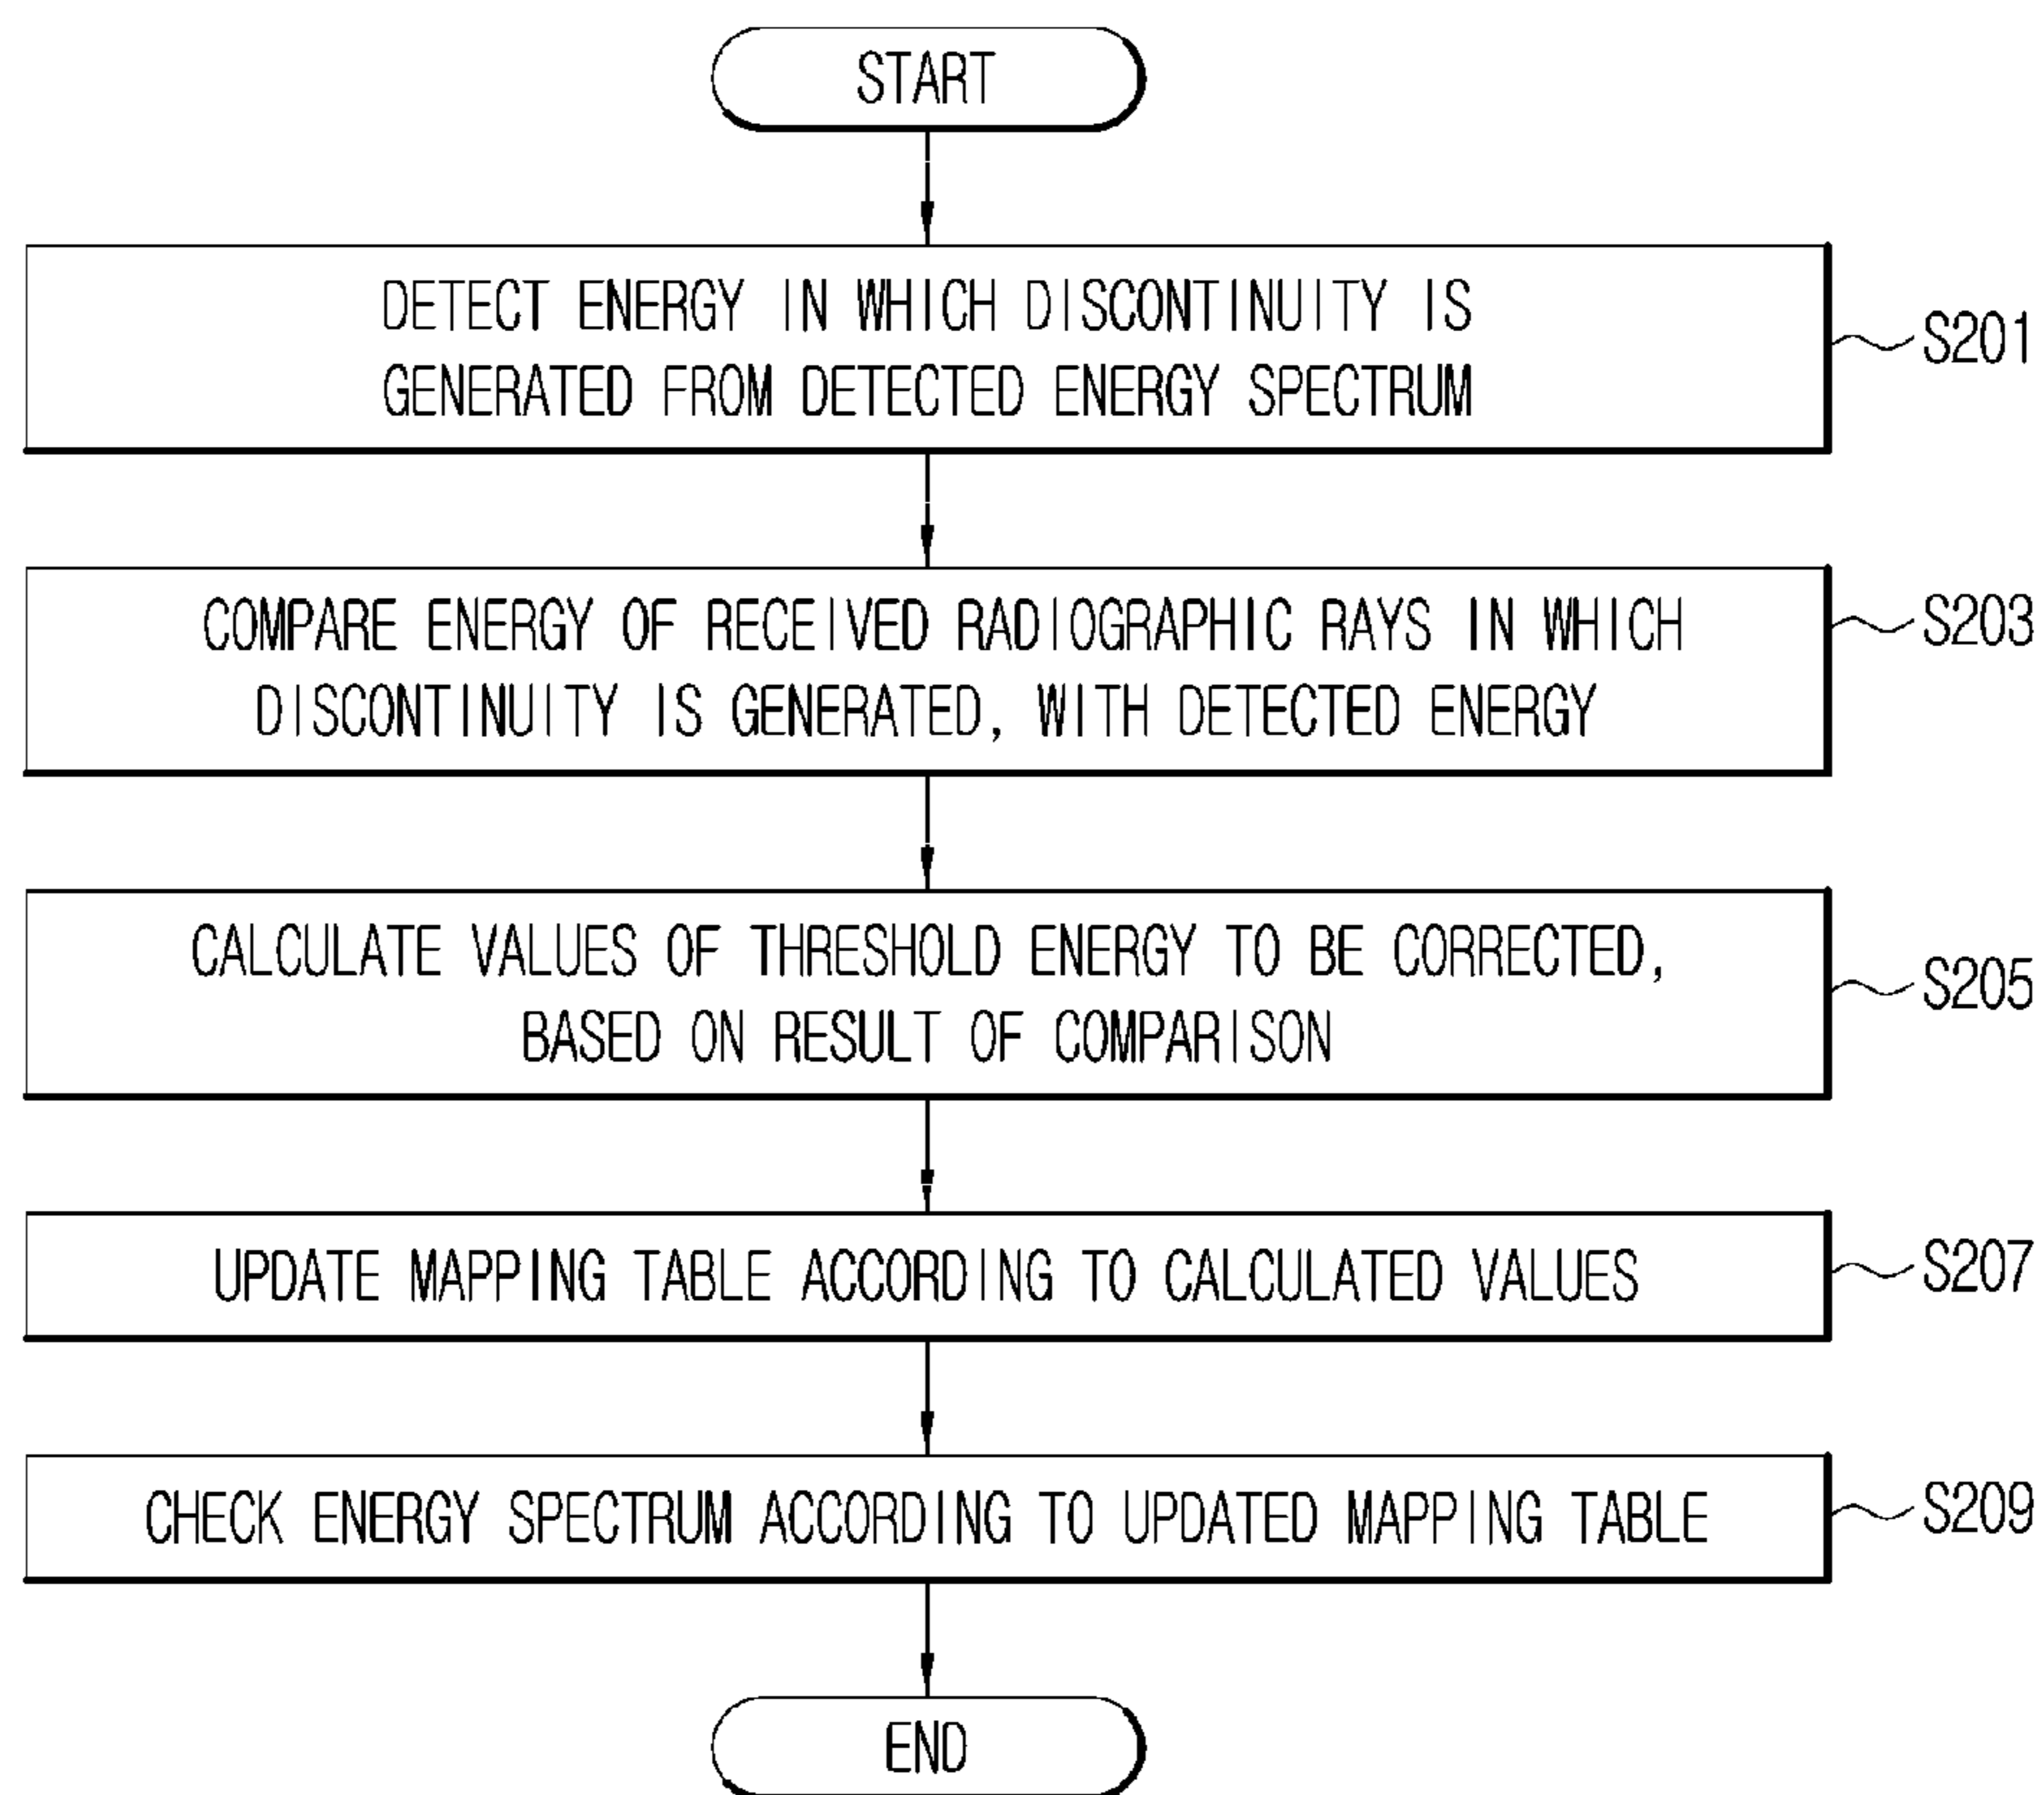 START
DETECT ENERGY IN WHICH DISCONTINUITY IS
GENERATED FROM DETECTED ENERGY SPECTRUM
S201
COMPARE ENERGY OF RECEIVED RADIOGRAPHIC RAYS IN WHICH
DISCONTINUITY IS GENERATED, WITH DETECTED ENERGY
S203
CALCULATE VALUES OF THRESHOLD ENERGY TO BE CORRECTED,
BASED ON RESULT OF COMPARISON
S205
UPDATE MAPPING TABLE ACCORDING TO CALCULATED VALUES
S207
CHECK ENERGY SPECTRUM ACCORDING TO UPDATED MAPPING TABLE
S209
END